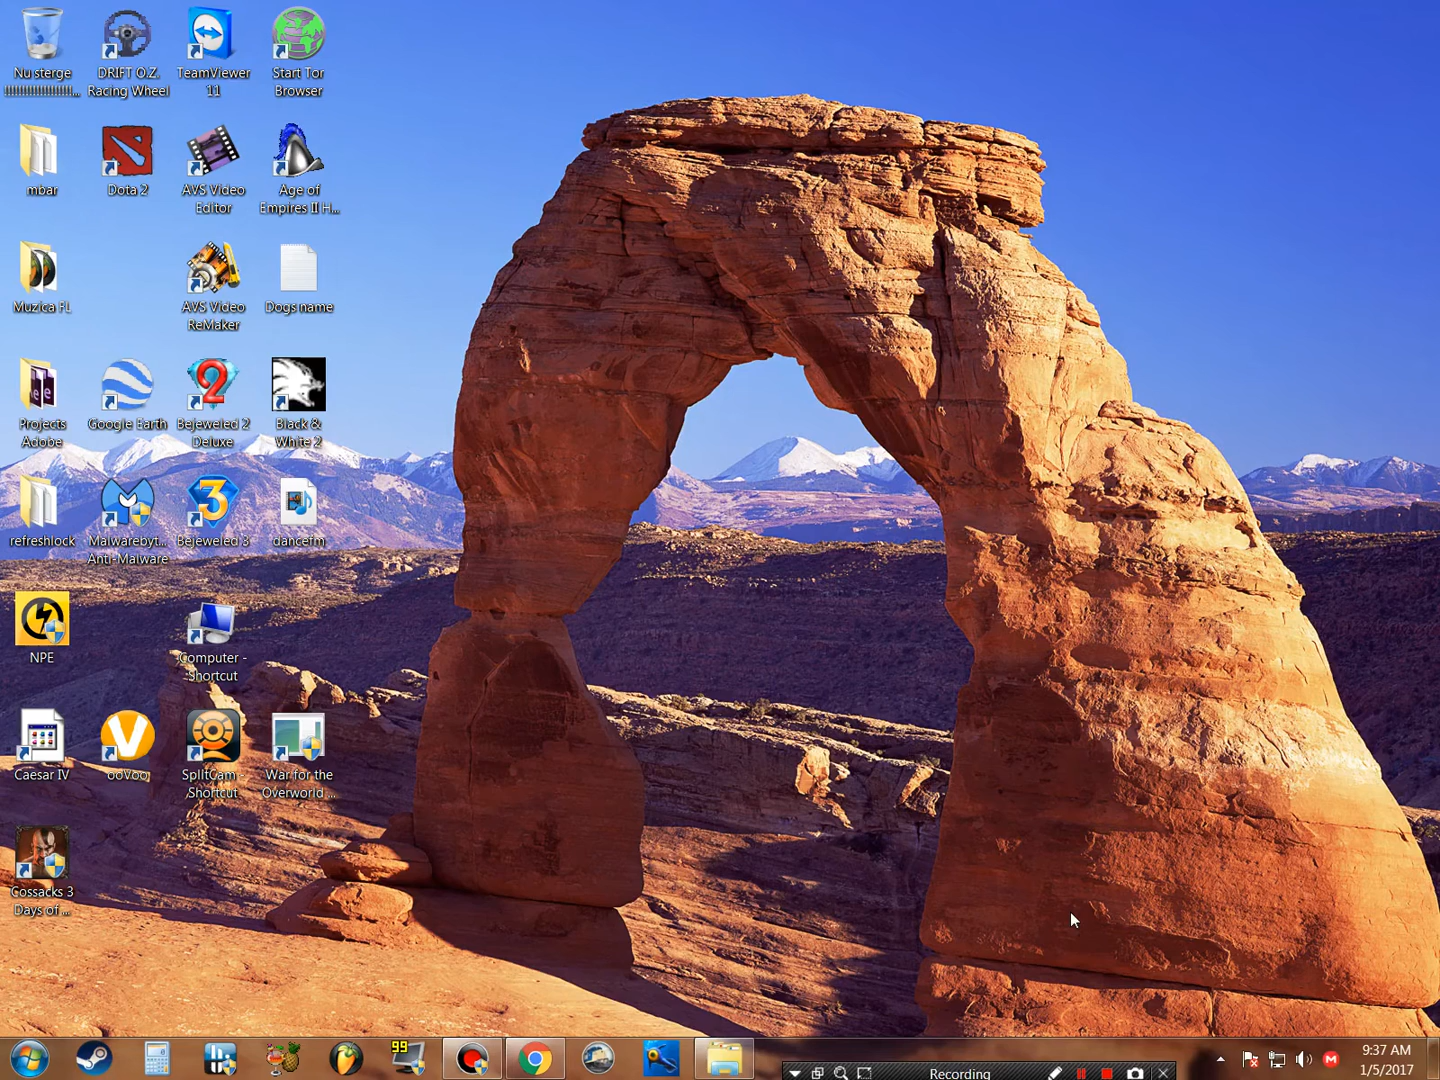 Nu sterge
!!!!!!!!!!!!!!!!!!!...
DRIFT O.Z.
Racing Wheel
TeamViewer
11
Start Tor
Browser
mbar
Dota 2
AVS Video
Editor
Age of
Empires II H...
Muzica FL
AVS Video
ReMaker
Dogs name
Projects
Adobe
Google Earth
Bejeweled 2
Deluxe
Black &
White 2
refreshlock
Malwarebyt...
Anti-Malware
Bejeweled 3
dancefm
NPE
Computer -
Shortcut
Caesar IV
ooVoo
SplitCam -
Shortcut
War for the
Overworld ...
Cossacks 3
Days of ...
99
Recording
9:37 AM
1/5/2017